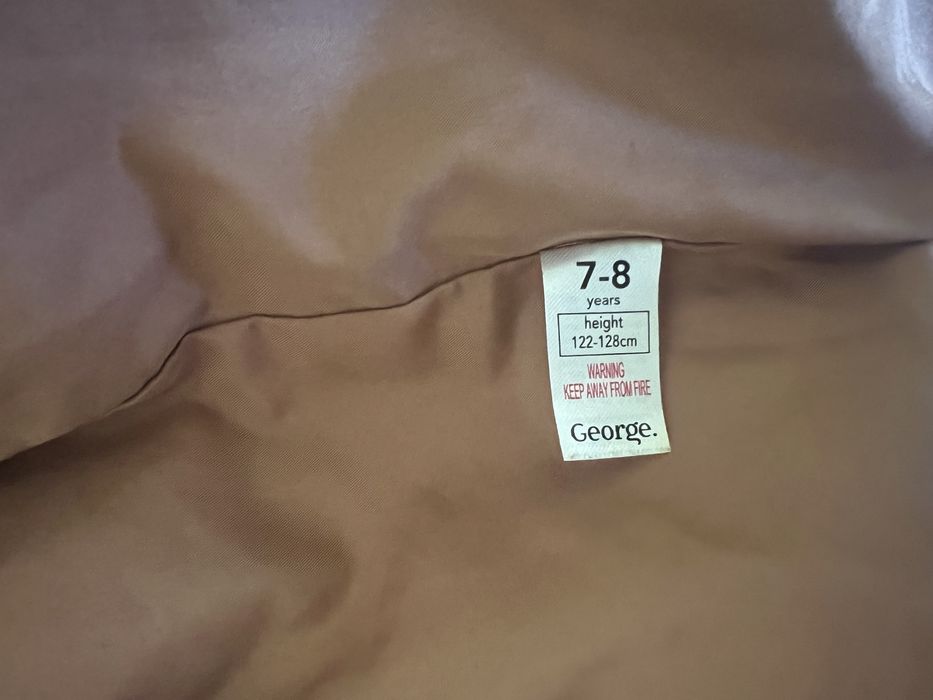 7-8
years
height
122-128cm
WARNING
KEEP AWAY FROM FIRE
George.